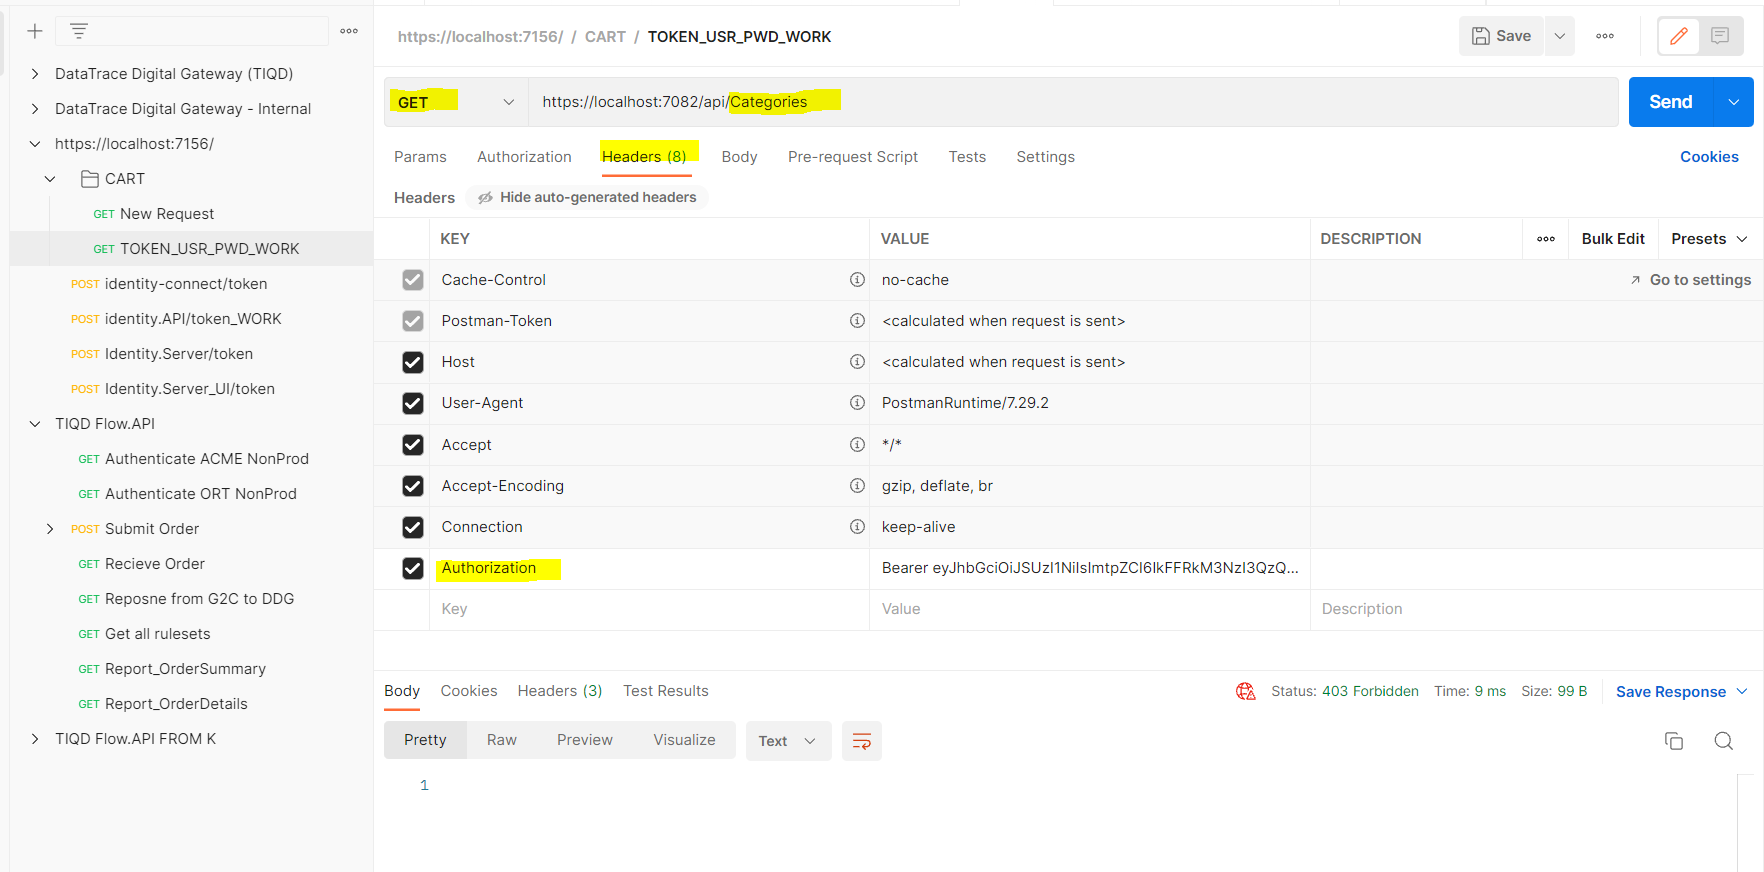 DataTrace Digital Gateway (TIQD)
DataTrace Digital Gateway - Internal
https://localhost:7156/
CART
GET New Request
GET TOKEN_USR_PWD_WORK
POST identity-connect/token
POST identity.API/token_WORK
POST Identity.Server/token
POST Identity.Server_UI/token
TIQD Flow.API
GET Authenticate ACME NonProd
GET Authenticate ORT NonProd
POST Submit Order
GET Recieve Order
GET Reposne from G2C to DDG
GET Get all rulesets
GET Report_OrderSummary
GET Report_OrderDetails
TIQD Flow.API FROM K
https://localhost:7156/ / CART / TOKEN_USR_PWD_WORK
Save
GET https://localhost:7082/api/Categories
Send
Params Authorization Headers (8) Body Pre-request Script Tests Settings Cookies
Headers Hide auto-generated headers
KEY VALUE DESCRIPTION Bulk Edit Presets
Cache-Control no-cache Go to settings
Postman-Token <calculated when request is sent>
Host <calculated when request is sent>
User-Agent PostmanRuntime/7.29.2
Accept */*
Accept-Encoding gzip, deflate, br
Connection keep-alive
Authorization Bearer eyJhbGciOiJSUzI1NiIsImtpZCI6IkFFRkM3NzI3QzQ...
Key Value Description
Body Cookies Headers (3) Test Results Status: 403 Forbidden Time: 9 ms Size: 99 B Save Response
Pretty Raw Preview Visualize Text
1